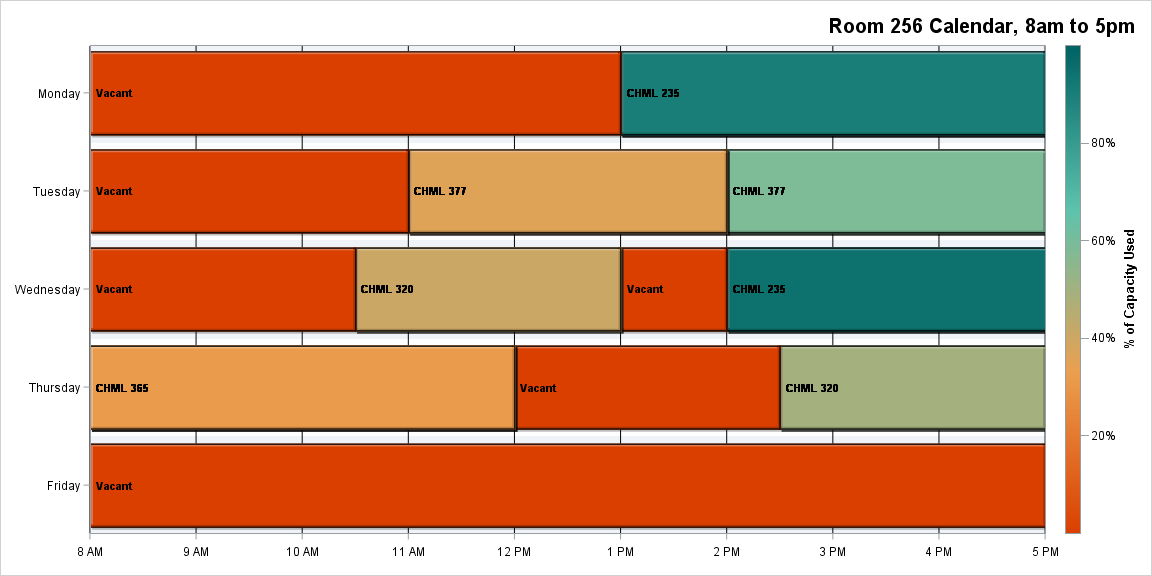 Room 256 Calendar, 8am to 5pm
Monday
Vacant
CHML 235
Tuesday
Vacant
CHML 377
CHML 377
Wednesday
Vacant
CHML 320
Vacant
CHML 235
Thursday
CHML 365
Vacant
CHML 320
Friday
Vacant
8 AM
9 AM
10 AM
11 AM
12 PM
1 PM
2 PM
3 PM
4 PM
5 PM
80%
60%
40%
20%
% of Capacity Used